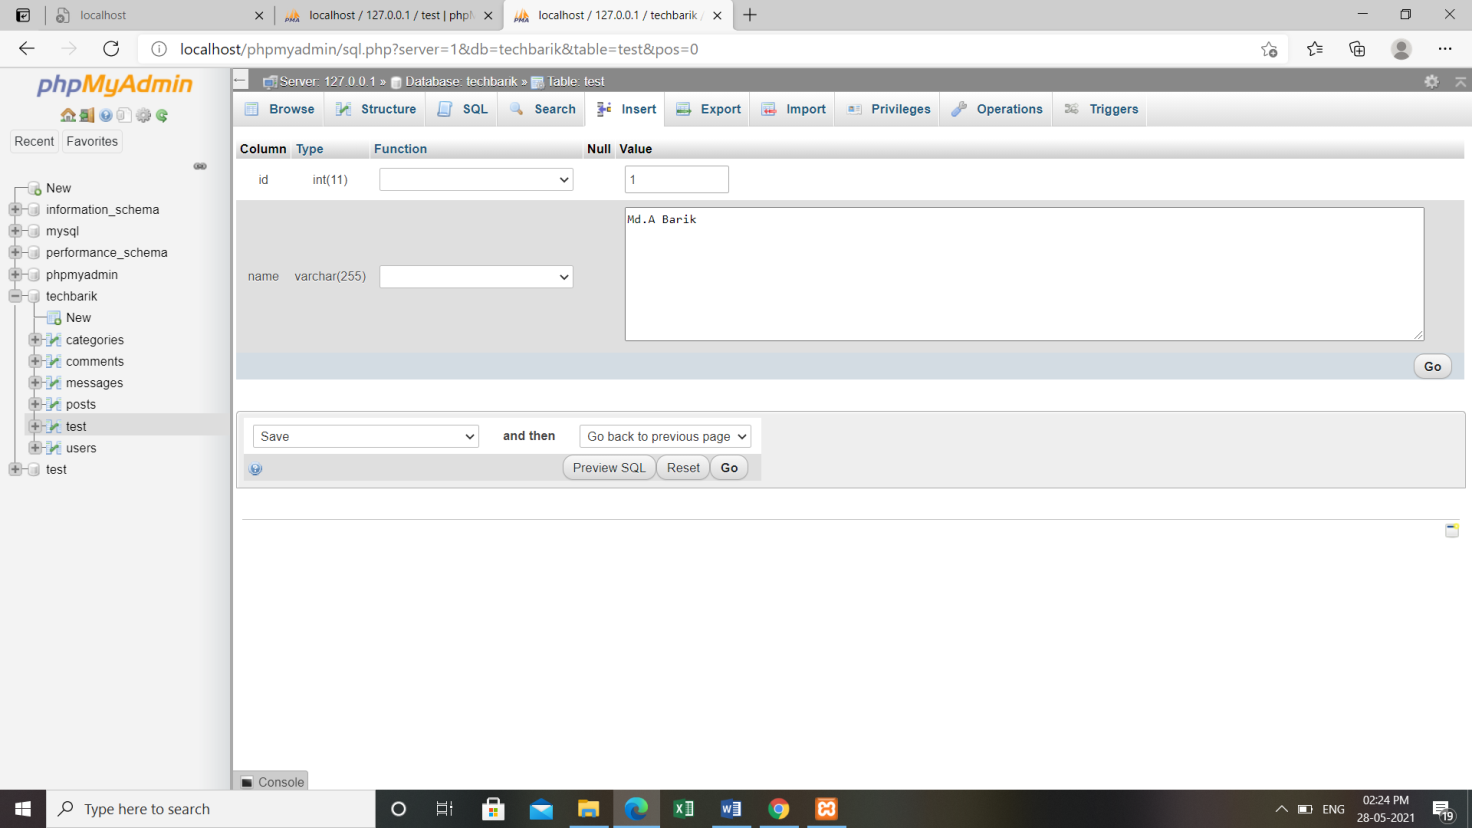 localhost
localhost / 127.0.0.1 / test | phpM
localhost / 127.0.0.1 / techbarik /
localhost/phpmyadmin/sql.php?server=1&db=techbarik&table=test&pos=0
phpMyAdmin
Recent Favorites
New
information_schema
mysql
performance_schema
phpmyadmin
techbarik
New
categories
comments
messages
posts
test
users
test
Server: 127.0.0.1 » Database: techbarik » Table: test
Browse Structure SQL Search Insert Export Import Privileges Operations Triggers
Column Type Function Null Value
id int(11) 1
name varchar(255) Md.A Barik
Go
Save and then Go back to previous page
Preview SQL Reset Go
Console
Type here to search
ENG
02:24 PM
28-05-2021
19